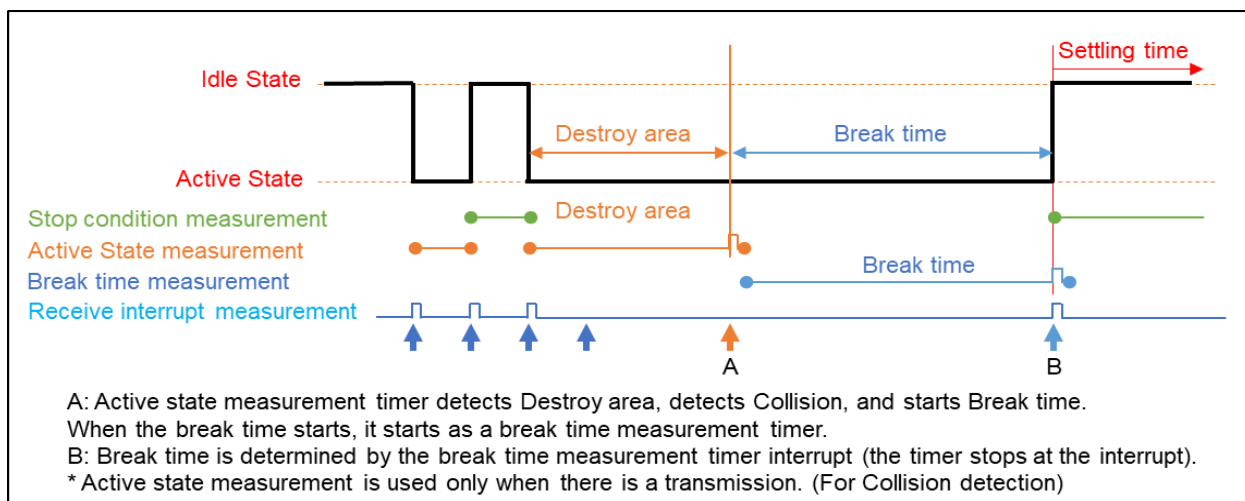 Settling time
Idle State
Destroy area
Break time
Active State
Stop condition measurement
Destroy area
Active State measurement
Break time measurement
Break time
Receive interrupt measurement
A
B
A: Active state measurement timer detects Destroy area, detects Collision, and starts Break time.
When the break time starts, it starts as a break time measurement timer.
B: Break time is determined by the break time measurement timer interrupt (the timer stops at the interrupt).
* Active state measurement is used only when there is a transmission. (For Collision detection)